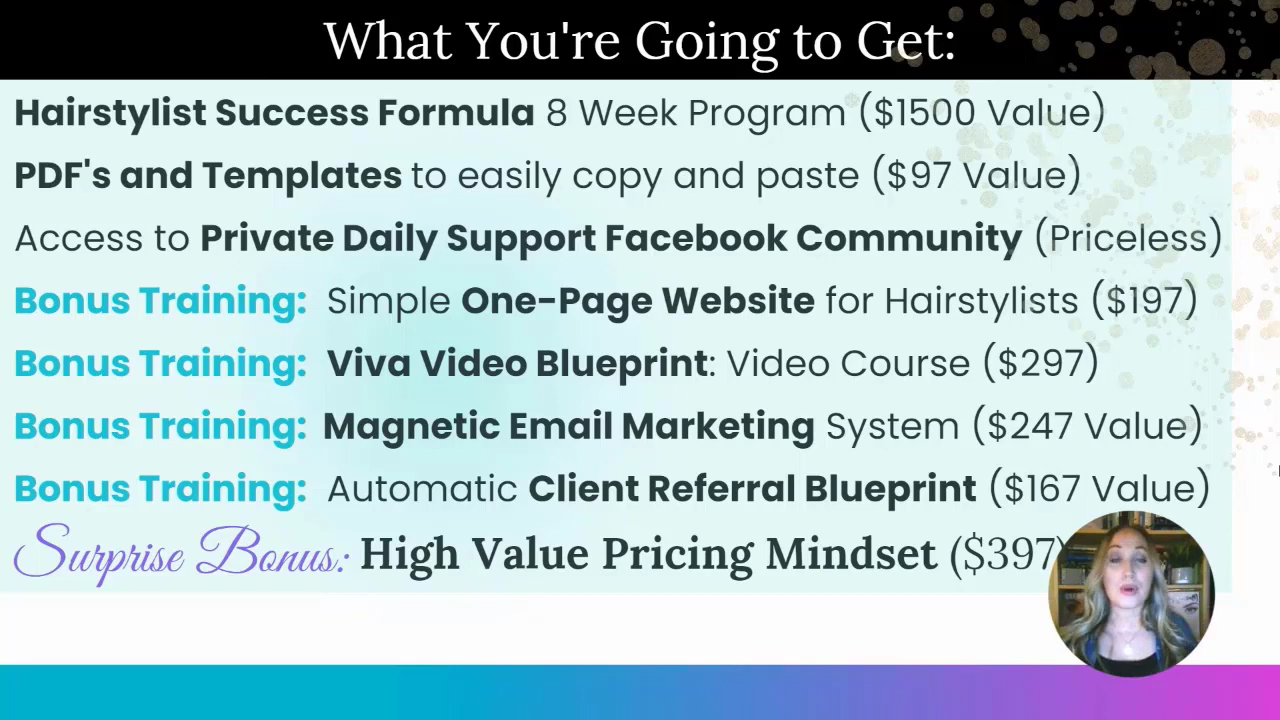 What You're Going to Get:
Hairstylist Success Formula 8 Week Program ($1500 Value)
PDF's and Templates to easily copy and paste ($97 Value)
Access to Private Daily Support Facebook Community (Priceless)
Bonus Training: Simple One-Page Website for Hairstylists ($197)
Bonus Training: Viva Video Blueprint: Video Course ($297)
Bonus Training: Magnetic Email Marketing System ($247 Value)
Bonus Training: Automatic Client Referral Blueprint ($167 Value)
Surprise Bonus: High Value Pricing Mindset ($397)